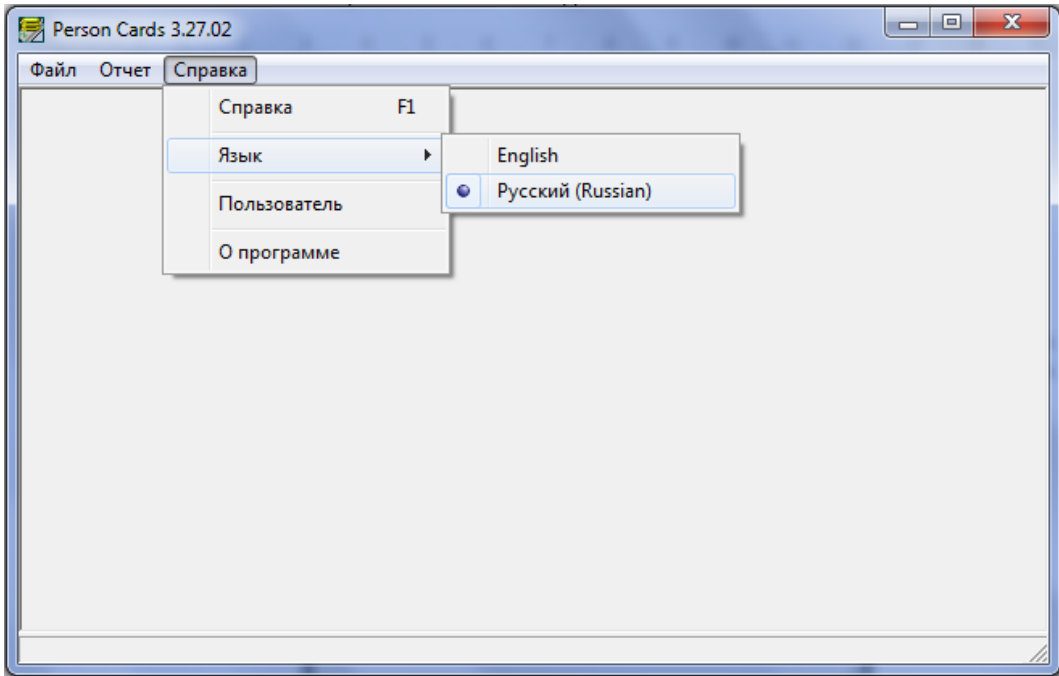 Person Cards 3.27.02
Файл Отчет Справка
Справка F1
Язык
English
Русский (Russian)
Пользователь
О программе